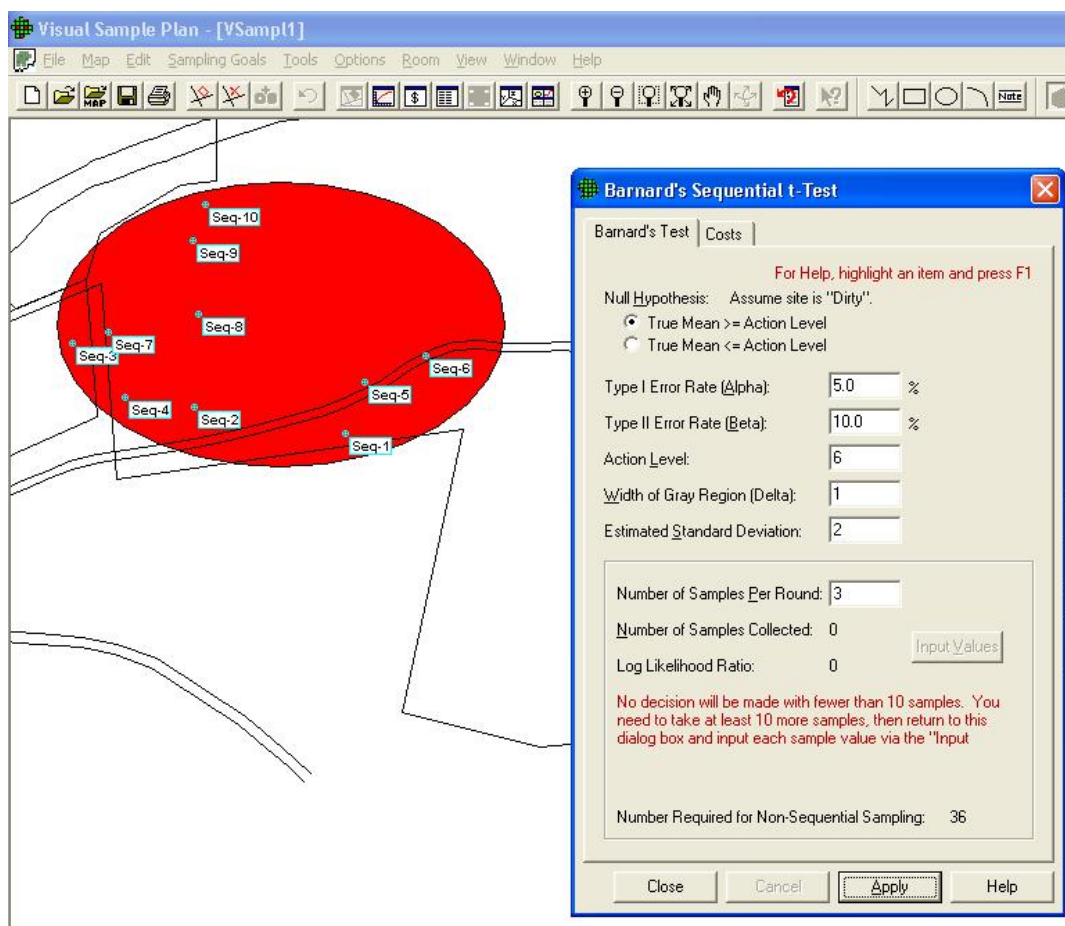 Visual Sample Plan - [VSampl1]
File Map Edit Sampling Goals Tools Options Room View Window Help
MAP
$
Note
Seq-10
Seq-9
Seq-8
Seq-7
Seq-3
Seq-6
Seq-5
Seq-4
Seq-2
Seq-1
Barnard's Sequential t-Test
Barnard's Test
Costs
For Help, highlight an item and press F1
Null Hypothesis: Assume site is "Dirty".
True Mean >= Action Level
True Mean <= Action Level
Type I Error Rate (Alpha): 5.0 %
Type II Error Rate (Beta): 10.0 %
Action Level: 6
Width of Gray Region (Delta): 1
Estimated Standard Deviation: 2
Number of Samples Per Round: 3
Number of Samples Collected: 0
Input Values
Log Likelihood Ratio: 0
No decision will be made with fewer than 10 samples. You
need to take at least 10 more samples, then return to this
dialog box and input each sample value via the "Input
Number Required for Non-Sequential Sampling: 36
Close Cancel Apply Help